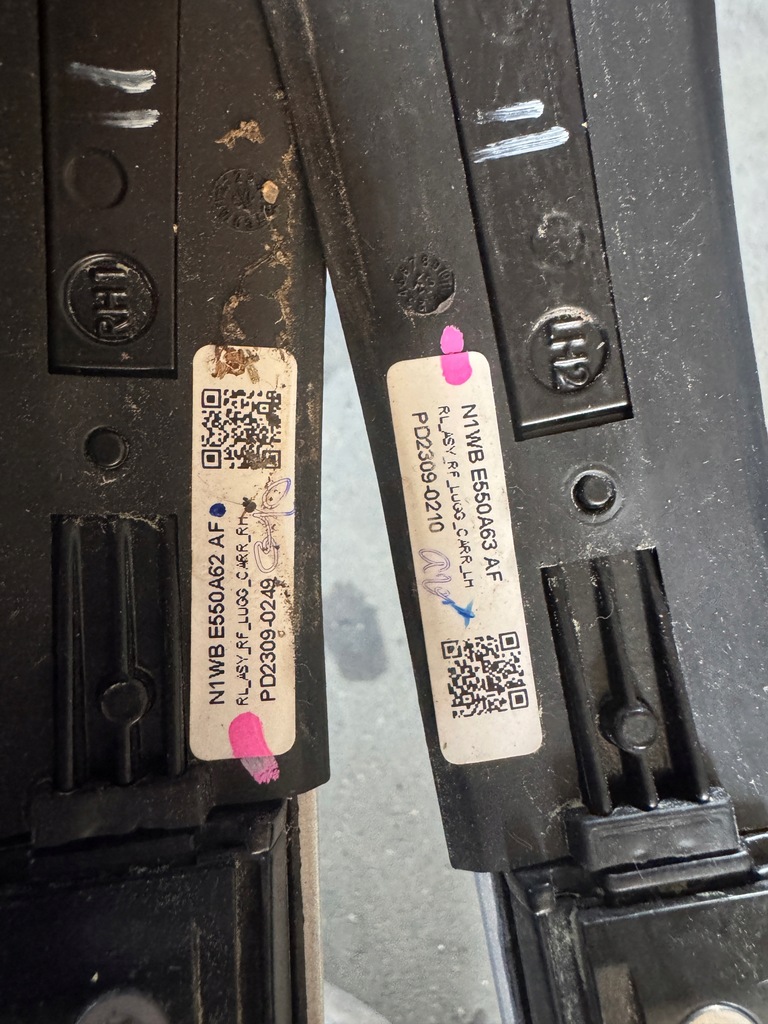 RH1
N1WB E550A62 AF
RL_ASY_RF_LUGG_CARR_RH
PD2309-0249
LH2
N1WB E550A63 AF
RL_ASY_RF_LUGG_CARR_LH
PD2309-0210